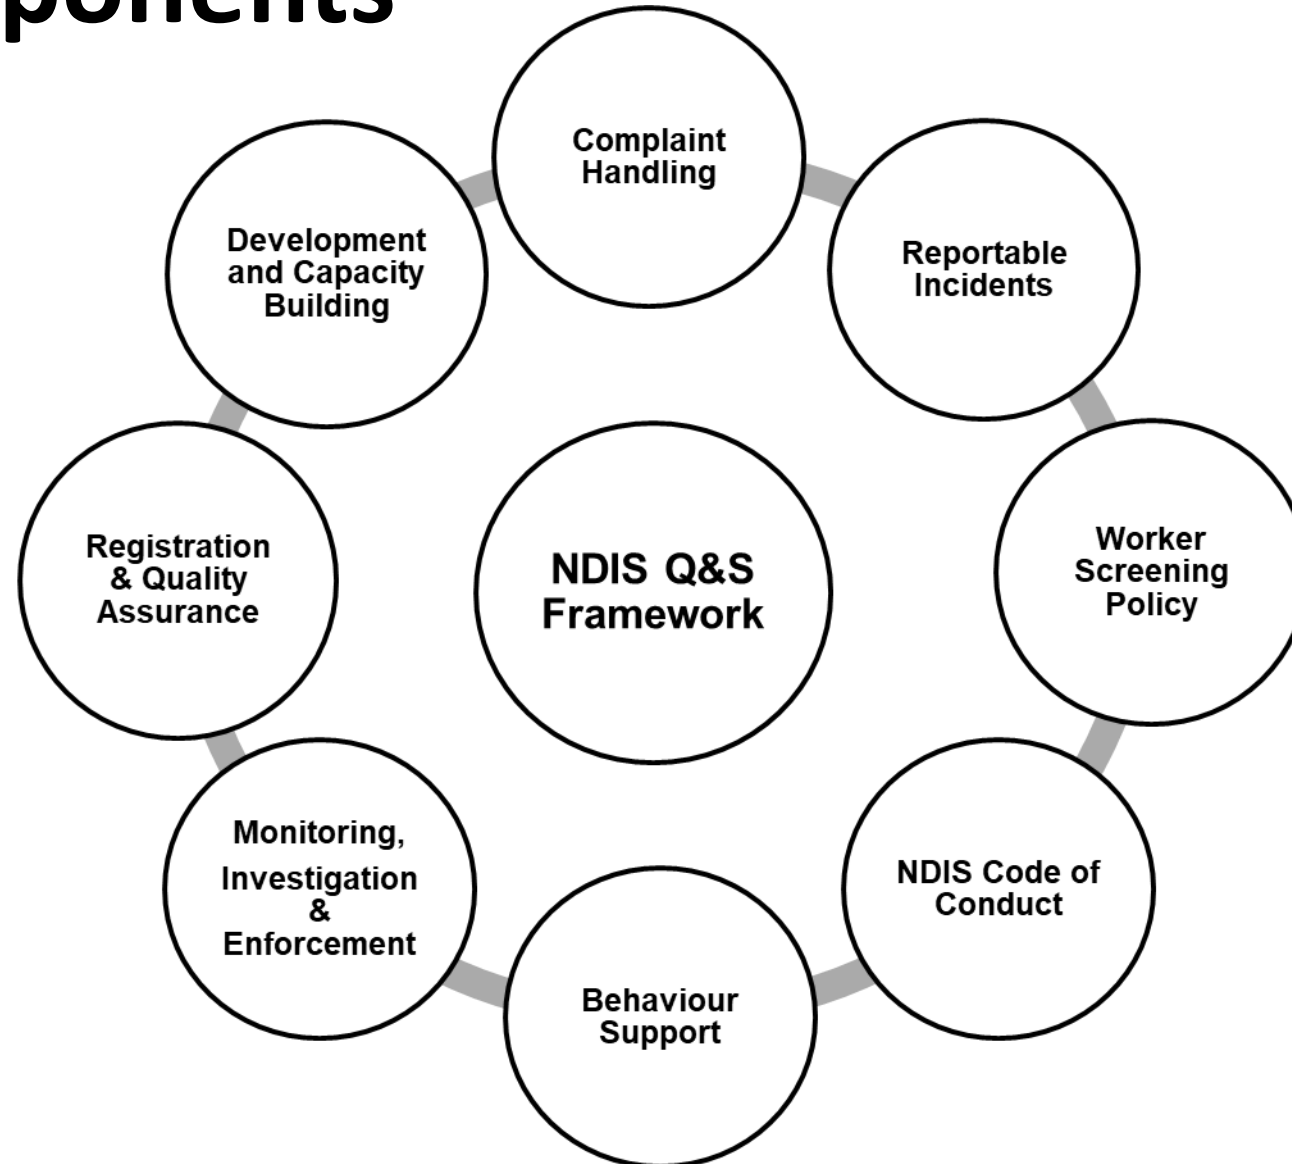 ponents
Complaint
Handling
Reportable
Incidents
Worker
Screening
Policy
NDIS Code of
Conduct
Behaviour
Support
Monitoring,
Investigation
&
Enforcement
Registration
& Quality
Assurance
Development
and Capacity
Building
NDIS Q&S
Framework